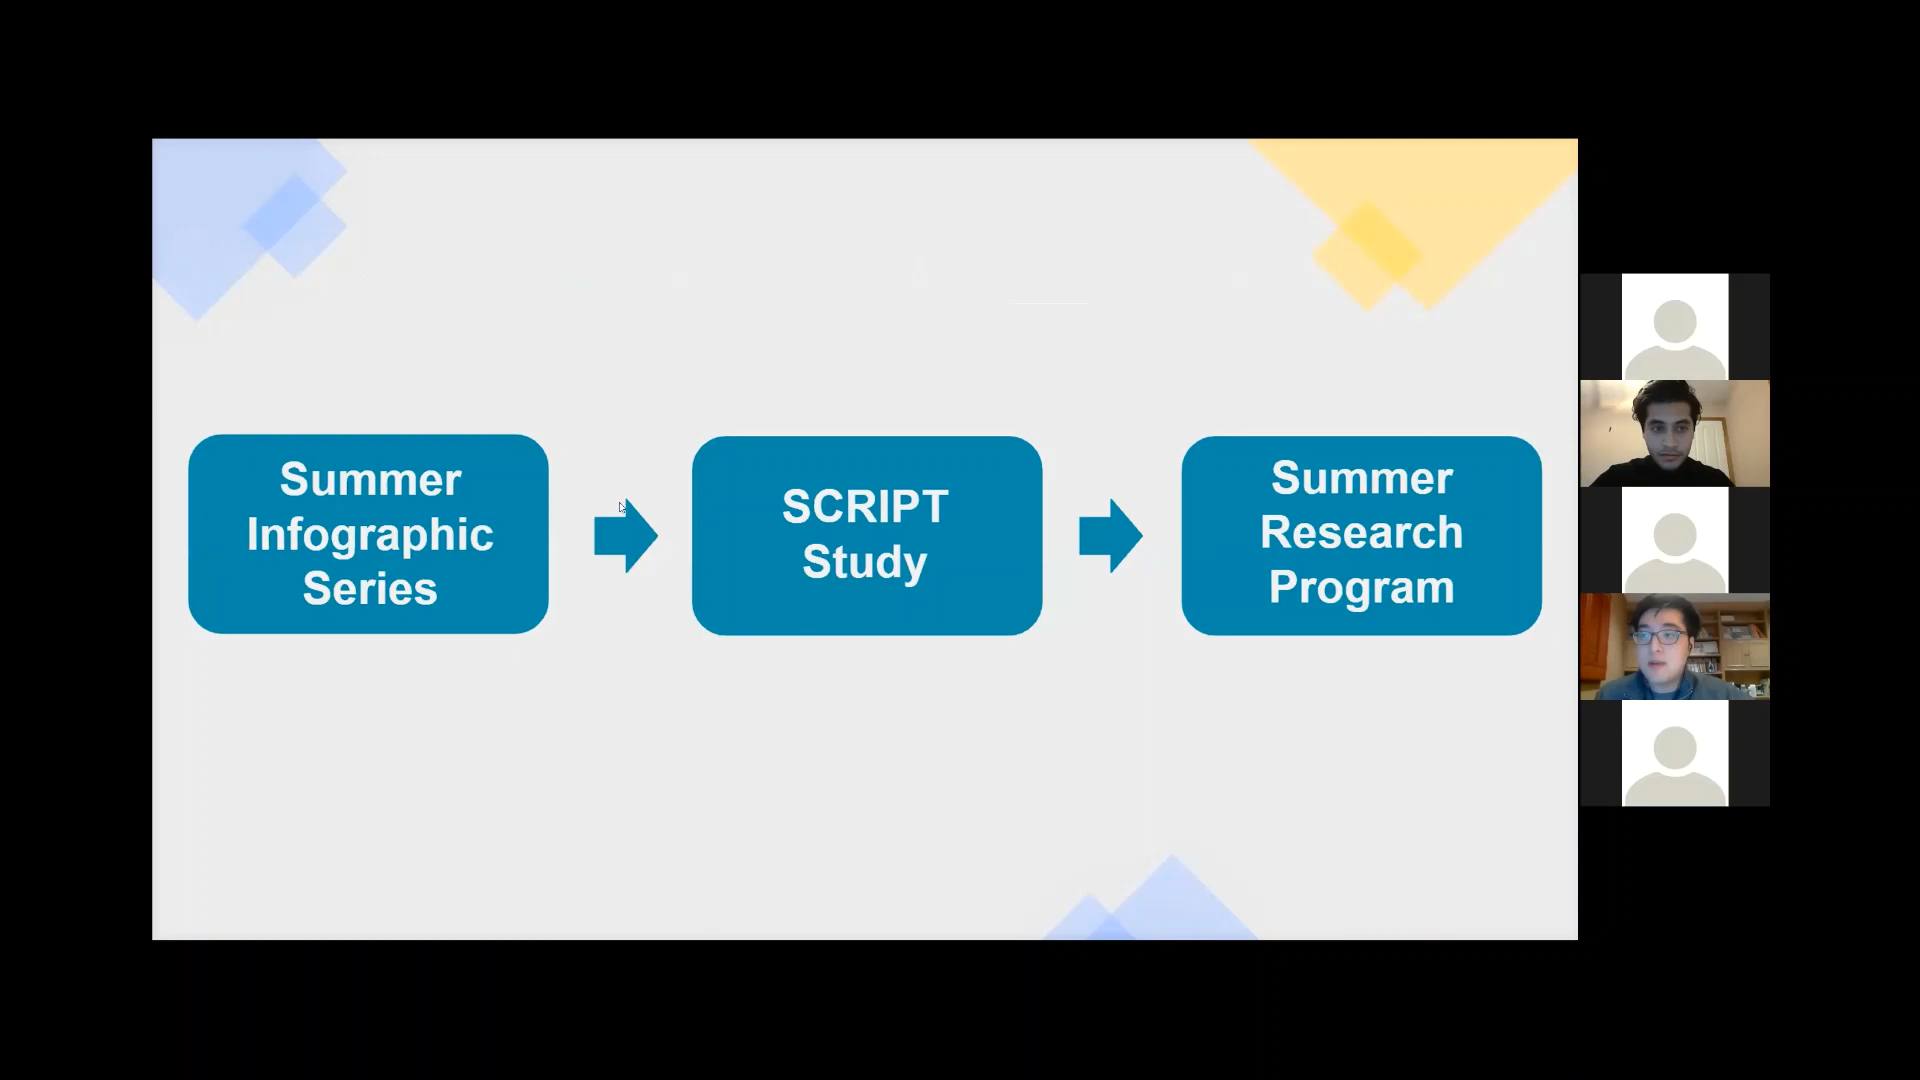 Summer
Infographic
Series
SCRIPT
Study
Summer
Research
Program